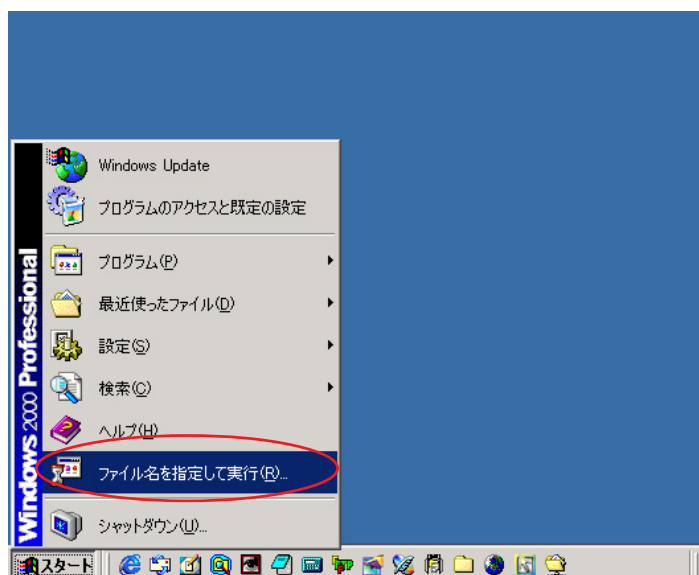 Windows Update
プログラムのアクセスと既定の設定
プログラム(P)
最近使ったファイル(D)
設定(S)
検索(C)
ヘルプ(H)
ファイル名を指定して実行(R)...
シャットダウン(U)...
Windows 2000 Professional
スタート